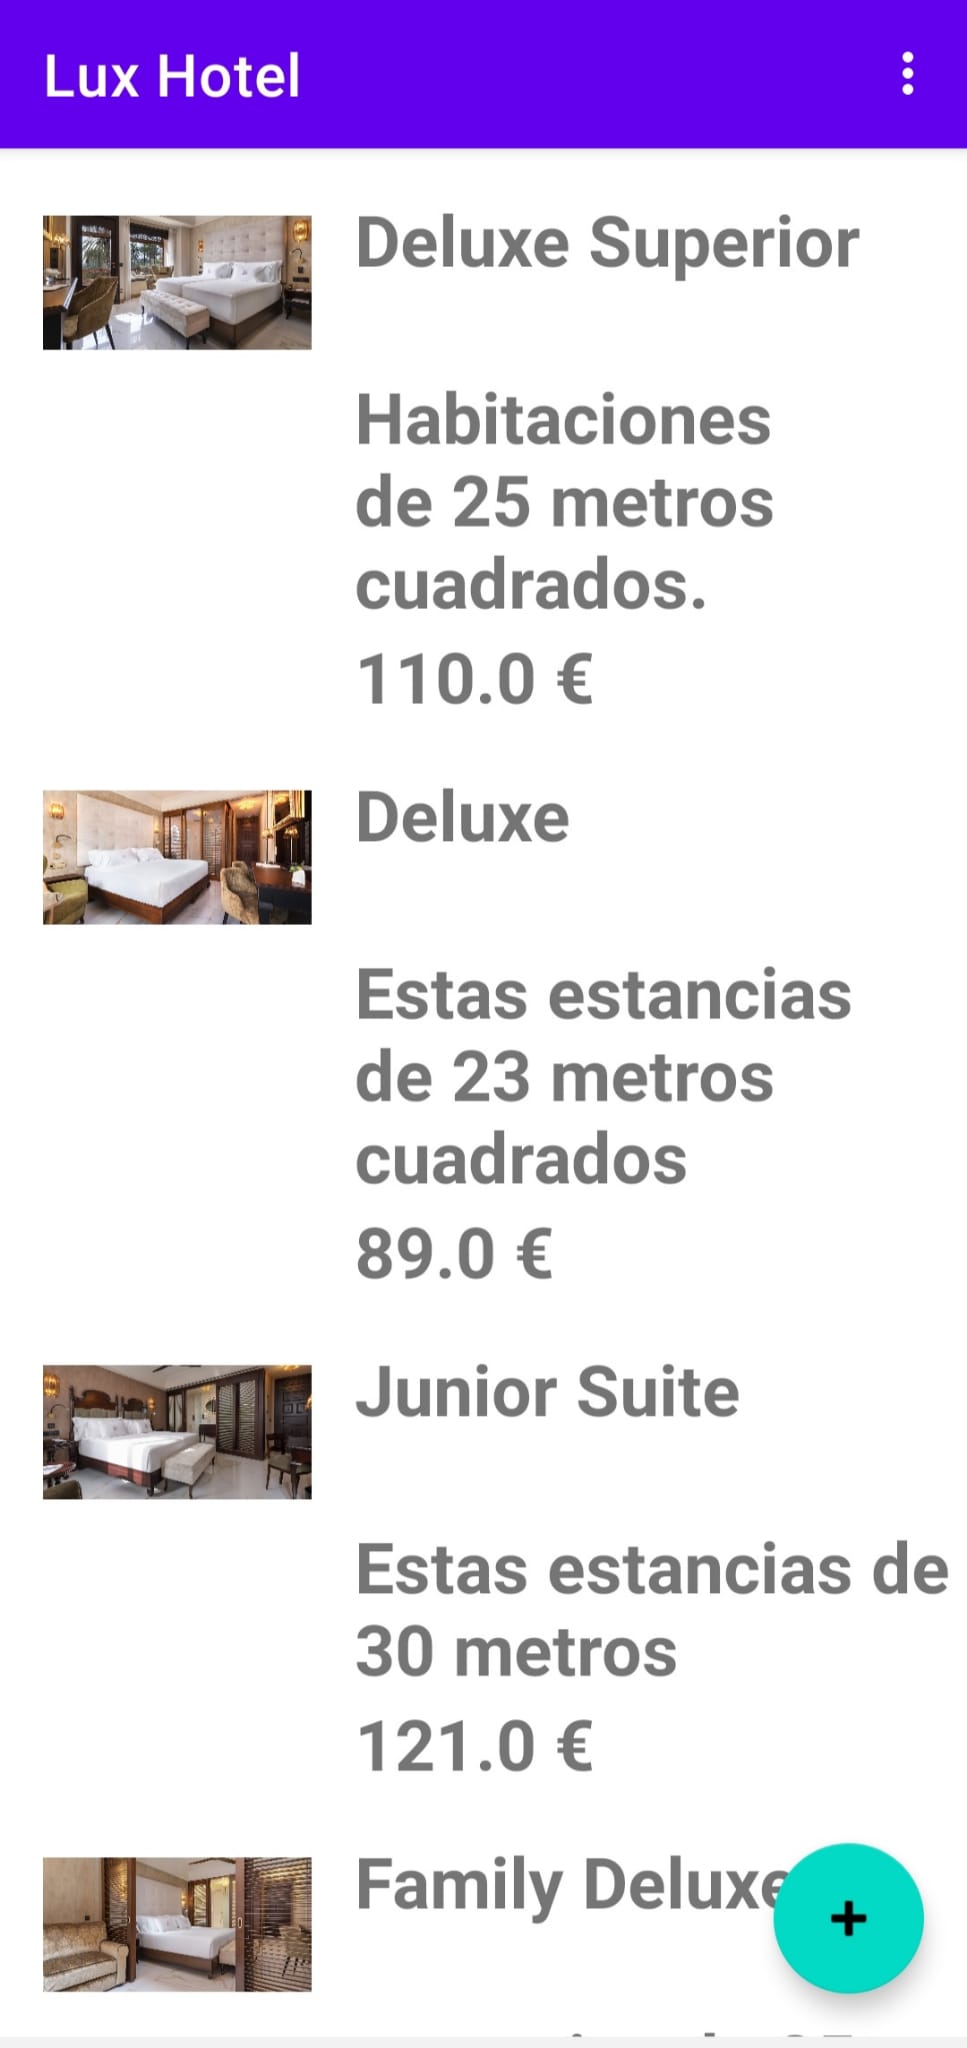 Lux Hotel
Deluxe Superior
Habitaciones
de 25 metros
cuadrados.
110.0 €
Deluxe
Estas estancias
de 23 metros
cuadrados
89.0 €
Junior Suite
Estas estancias de
30 metros
121.0 €
Family Deluxe
+